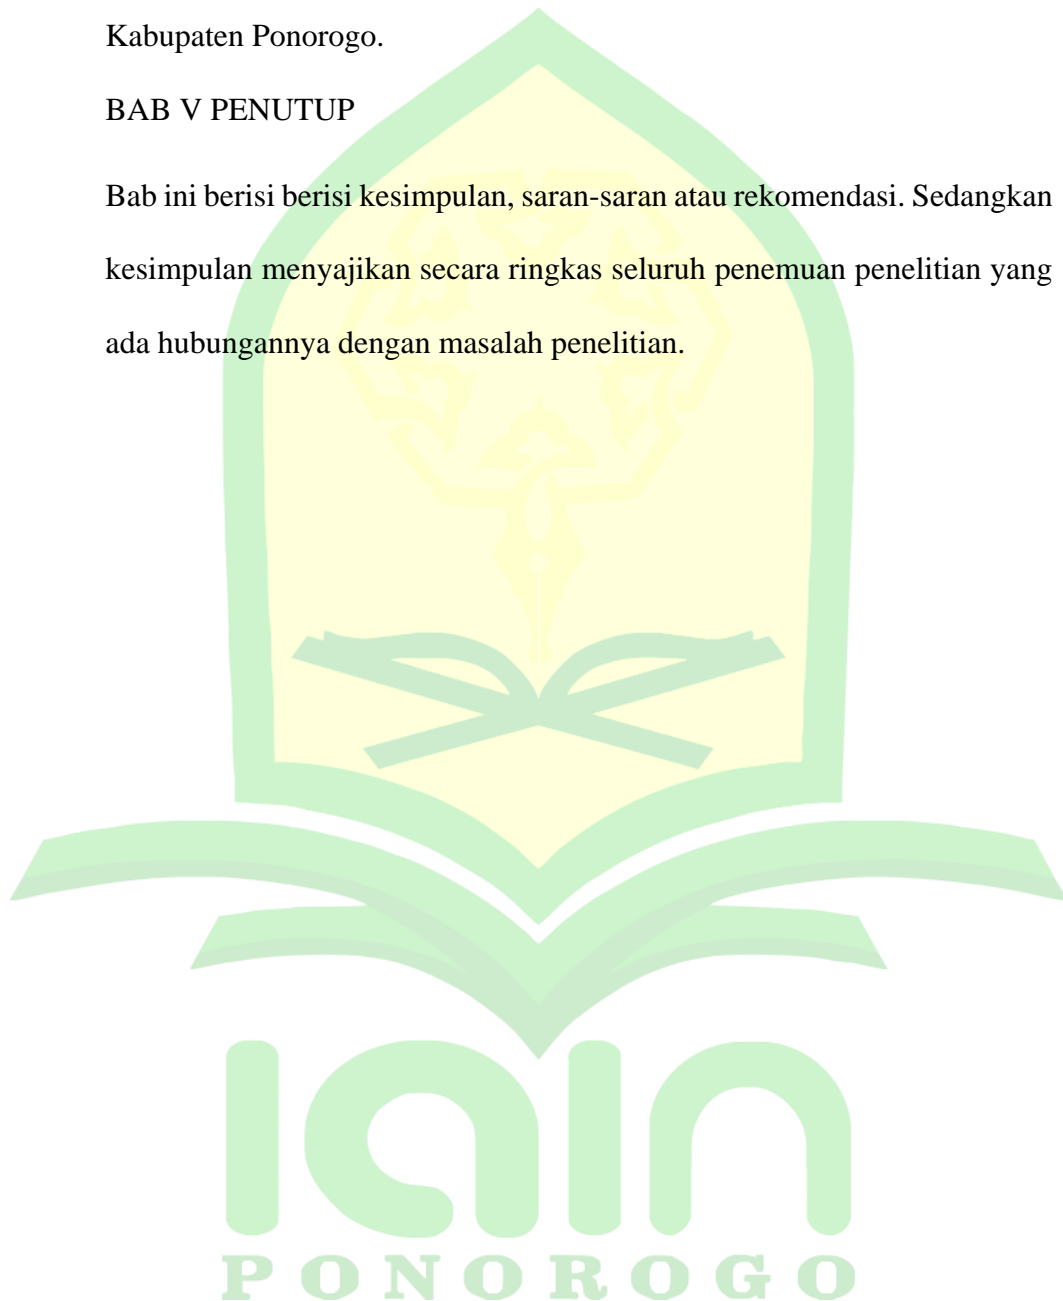 Kabupaten Ponorogo.
BAB V PENUTUP
Bab ini berisi berisi kesimpulan, saran-saran atau rekomendasi. Sedangkan
kesimpulan menyajikan secara ringkas seluruh penemuan penelitian yang
ada hubungannya dengan masalah penelitian.
iain
PONOROGO